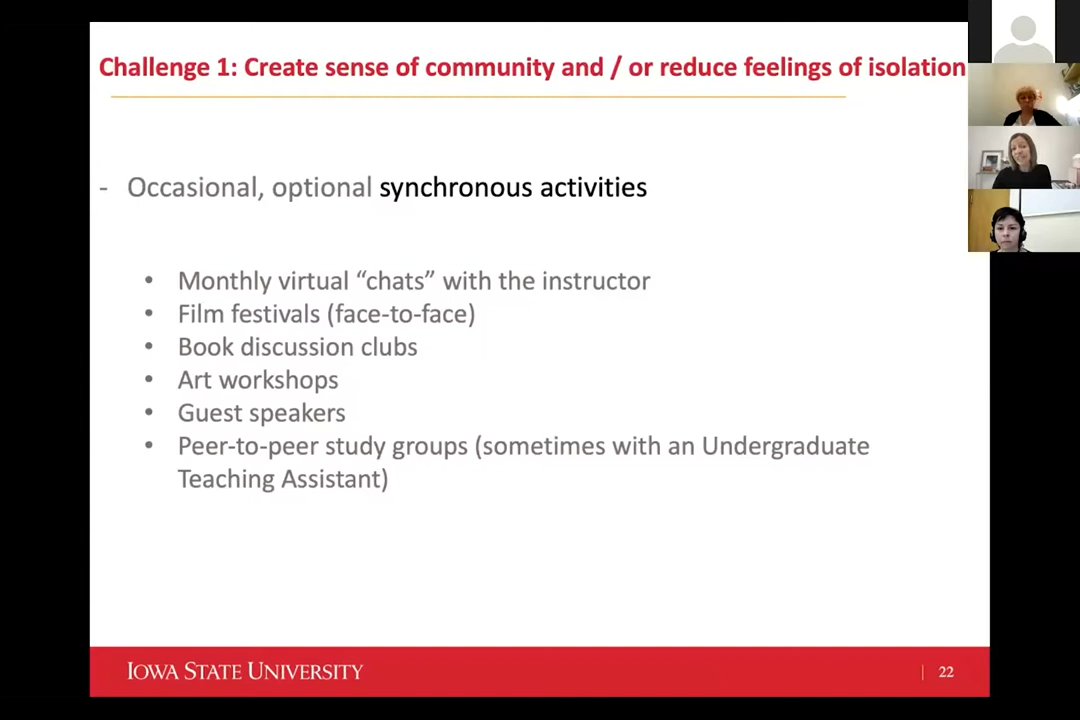 Challenge 1: Create sense of community and / or reduce feelings of isolation
- Occasional, optional synchronous activities
• Monthly virtual “chats” with the instructor
• Film festivals (face-to-face)
• Book discussion clubs
• Art workshops
• Guest speakers
• Peer-to-peer study groups (sometimes with an Undergraduate
Teaching Assistant)
IOWA STATE UNIVERSITY | 22